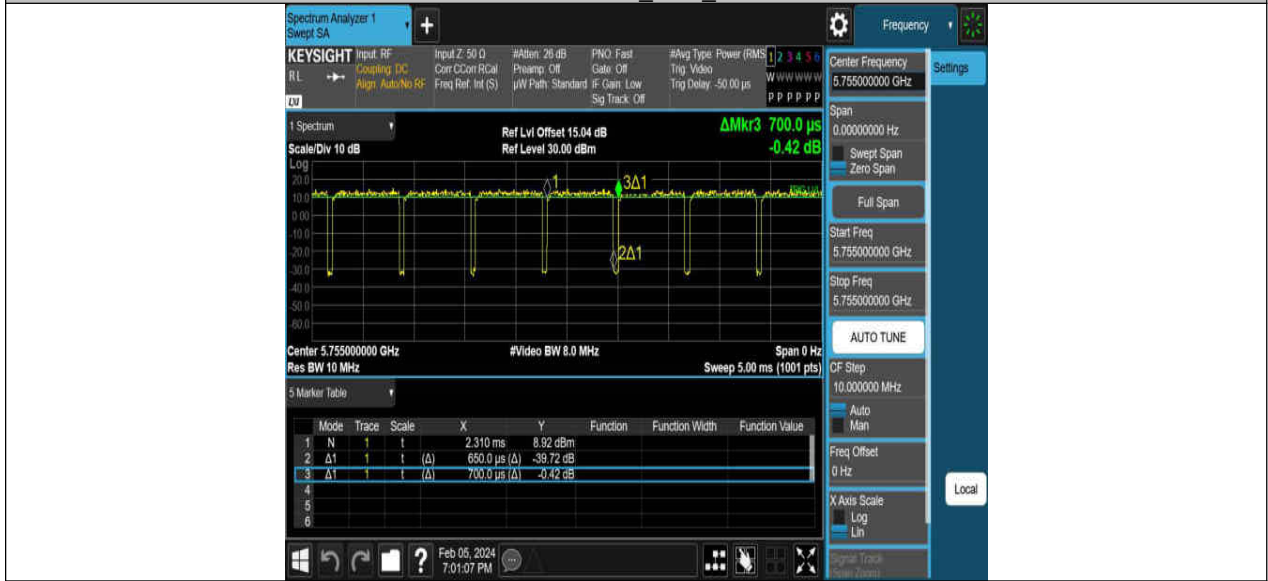 Spectrum Analyzer 1
Swept SA
+
Frequency
KEYSIGHT
RL
LXI
Input: RF
Coupling: DC
Align: Auto/No RF
Input Z: 50 Ω
Corr CCorr RCal
Freq Ref: Int (S)
#Atten: 26 dB
Preamp: Off
µW Path: Standard
PNO: Fast
Gate: Off
IF Gain: Low
Sig Track: Off
#Avg Type: Power (RMS
Trig: Video
Trig Delay: -50.00 µs
1 2 3 4 5 6
W W W W W W
P P P P P P
1 Spectrum
Scale/Div 10 dB
Ref Lvl Offset 15.04 dB
Ref Level 30.00 dBm
ΔMkr3 700.0 µs
-0.42 dB
Log
20.0
10.0
0.00
-10.0
-20.0
-30.0
-40.0
-50.0
-60.0
1
3Δ1
2Δ1
Center 5.755000000 GHz
Res BW 10 MHz
#Video BW 8.0 MHz
Span 0 Hz
Sweep 5.00 ms (1001 pts)
5 Marker Table
Mode Trace Scale X Y Function Function Width Function Value
1 N 1 t 2.310 ms 8.92 dBm
2 Δ1 1 t (Δ) 650.0 µs (Δ) -39.72 dB
3 Δ1 1 t (Δ) 700.0 µs (Δ) -0.42 dB
4
5
6
?
Feb 05, 2024
7:01:07 PM
Center Frequency
5.755000000 GHz
Settings
Span
0.00000000 Hz
Swept Span
Zero Span
Full Span
Start Freq
5.755000000 GHz
Stop Freq
5.755000000 GHz
AUTO TUNE
CF Step
10.000000 MHz
Auto
Man
Freq Offset
0 Hz
X Axis Scale
Log
Lin
Signal Track
(Span Zoom)
Local